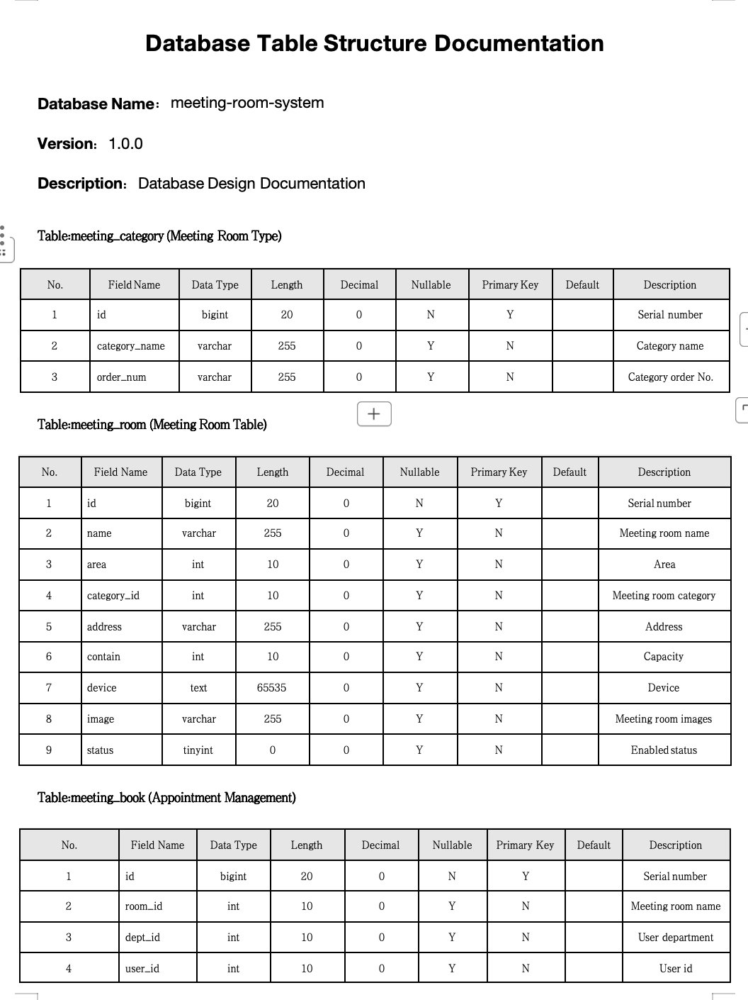 Database Table Structure Documentation
Database Name： meeting-room-system
Version： 1.0.0
Description： Database Design Documentation
Table:meeting_category (Meeting Room Type)
No. Field Name Data Type Length Decimal Nullable Primary Key Default Description
1 id bigint 20 0 N Y Serial number
2 category_name varchar 255 0 Y N Category name
3 order_num varchar 255 0 Y N Category order No.
Table:meeting_room (Meeting Room Table)
No. Field Name Data Type Length Decimal Nullable Primary Key Default Description
1 id bigint 20 0 N Y Serial number
2 name varchar 255 0 Y N Meeting room name
3 area int 10 0 Y N Area
4 category_id int 10 0 Y N Meeting room category
5 address varchar 255 0 Y N Address
6 contain int 10 0 Y N Capacity
7 device text 65535 0 Y N Device
8 image varchar 255 0 Y N Meeting room images
9 status tinyint 0 0 Y N Enabled status
Table:meeting_book (Appointment Management)
No. Field Name Data Type Length Decimal Nullable Primary Key Default Description
1 id bigint 20 0 N Y Serial number
2 room_id int 10 0 Y N Meeting room name
3 dept_id int 10 0 Y N User department
4 user_id int 10 0 Y N User id